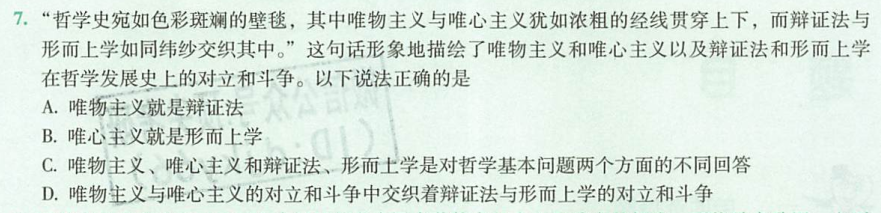 7. “哲学史宛如色彩斑斓的壁毯，其中唯物主义与唯心主义犹如浓粗的经线贯穿上下，而辩证法与
形而上学如同纬纱交织其中。”这句话形象地描绘了唯物主义和唯心主义以及辩证法和形而上学
在哲学发展史上的对立和斗争。以下说法正确的是
A. 唯物主义就是辩证法
B. 唯心主义就是形而上学
C. 唯物主义、唯心主义和辩证法、形而上学是对哲学基本问题两个方面的不同回答
D. 唯物主义与唯心主义的对立和斗争中交织着辩证法与形而上学的对立和斗争